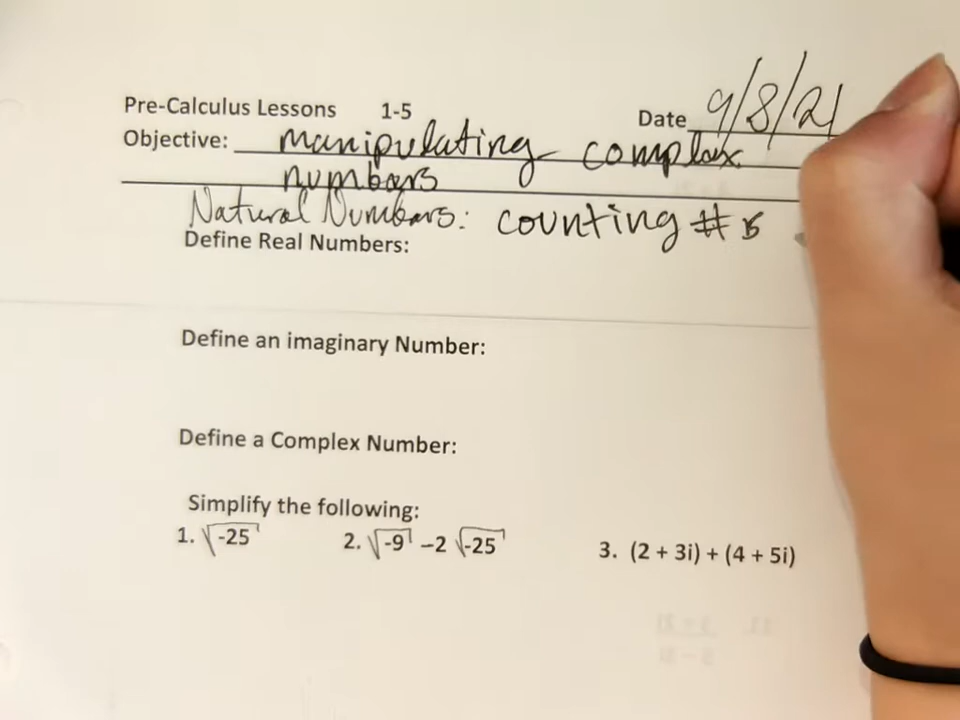 Pre-Calculus Lessons 1-5 Date 9/8/21
Objective: manipulating complex
numbers
Natural Numbers: counting #s
Define Real Numbers:
Define an imaginary Number:
Define a Complex Number:
Simplify the following:
1. √-25 2. √-9 -2 √-25 3. (2 + 3i) + (4 + 5i)